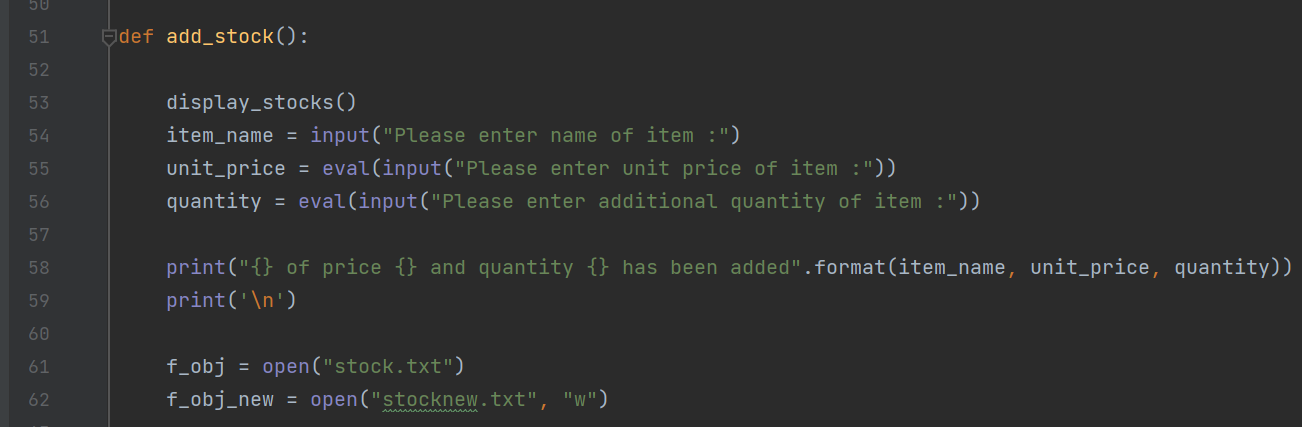 50
51 def add_stock():
52
53 display_stocks()
54 item_name = input("Please enter name of item :")
55 unit_price = eval(input("Please enter unit price of item :"))
56 quantity = eval(input("Please enter additional quantity of item :"))
57
58 print("{} of price {} and quantity {} has been added".format(item_name, unit_price, quantity))
59 print('\n')
60
61 f_obj = open("stock.txt")
62 f_obj_new = open("stocknew.txt", "w")